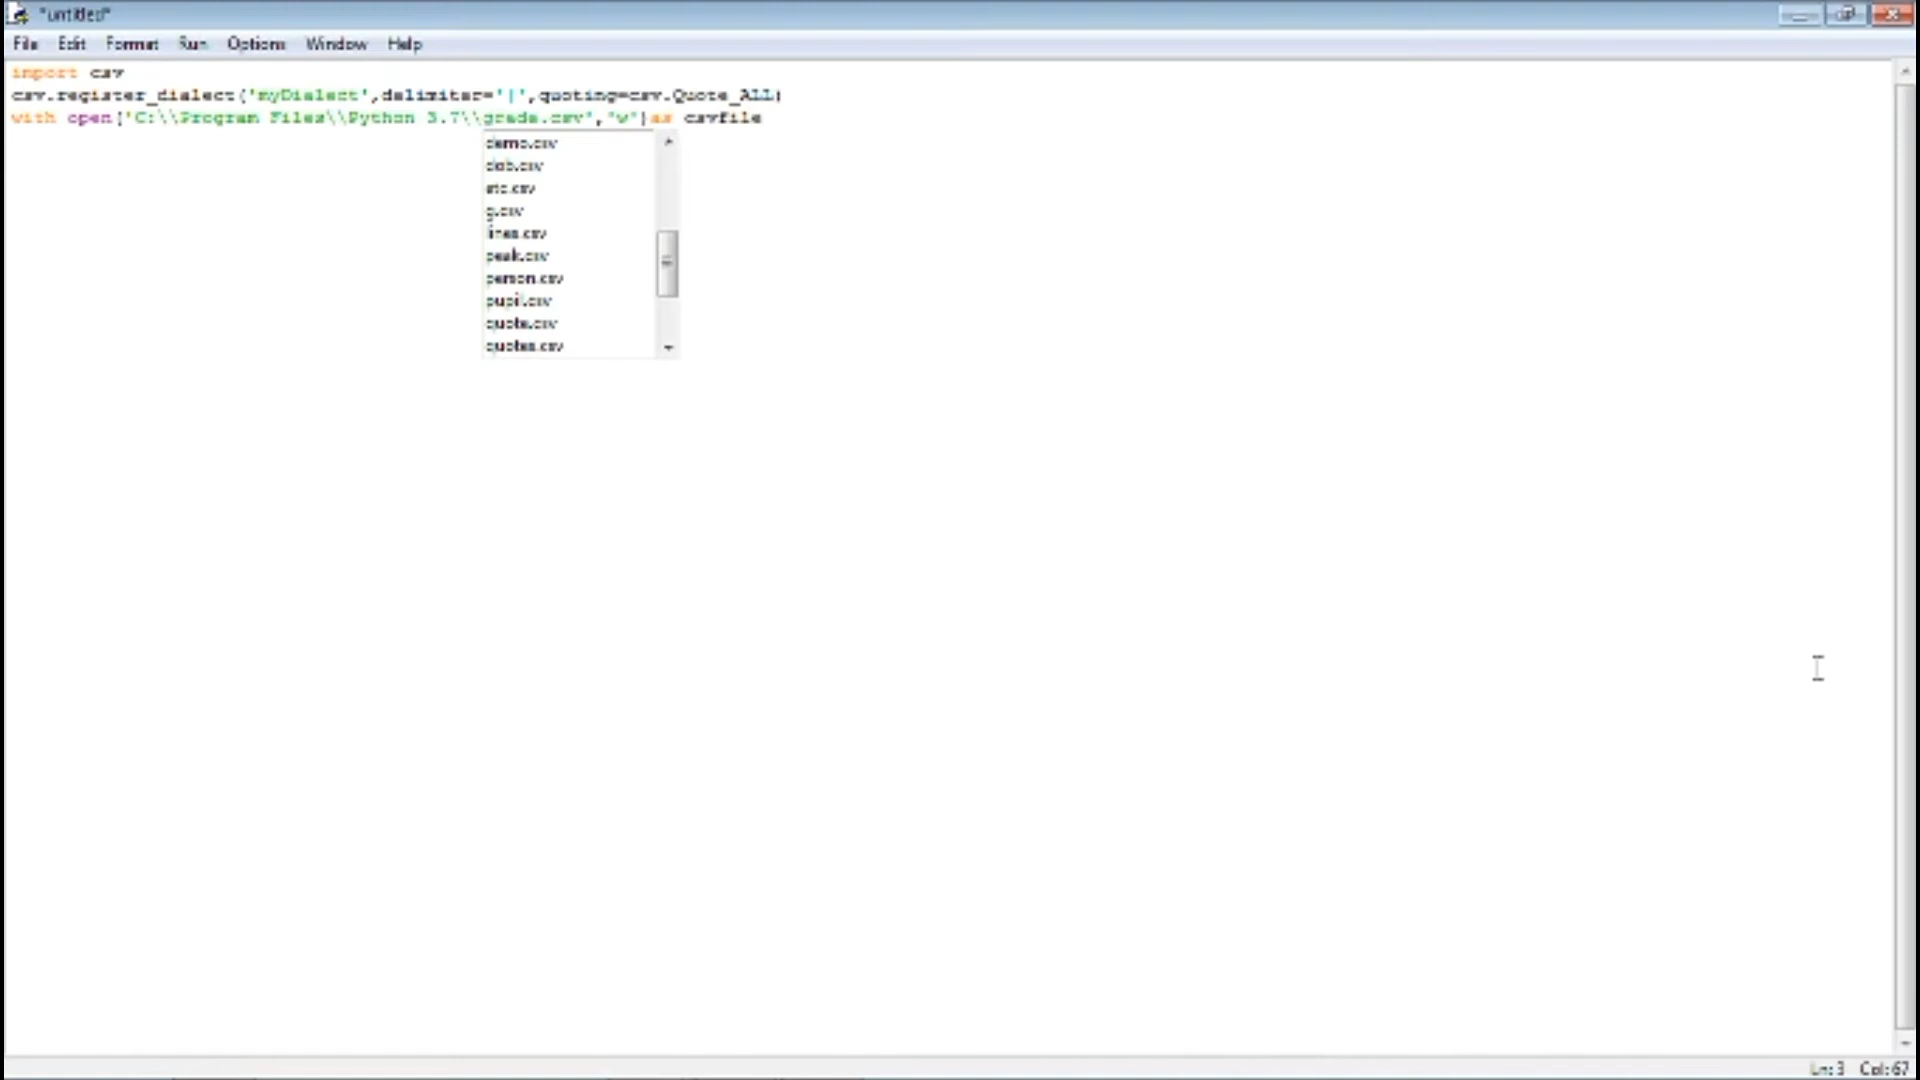 *untitled*
File Edit Format Run Options Window Help
import csv
csv.register_dialect('myDialect',delimiter='|',quoting=csv.Quote_ALL)
with open('C:\\Program Files\\Python 3.7\\grade.csv','w')as csvfile
demo.csv
dob.csv
etc.csv
g.csv
lines.csv
peak.csv
person.csv
pupil.csv
quote.csv
quotes.csv
Ln:3 Col:67